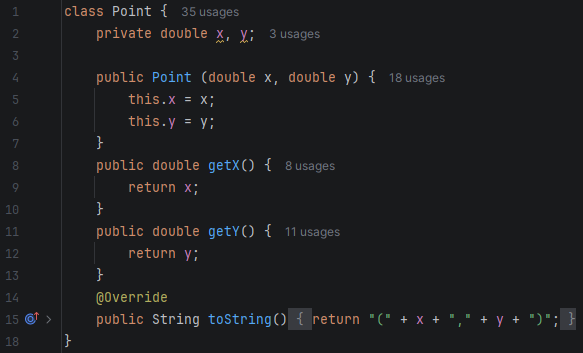 1 class Point { 35 usages
2     private double x, y; 3 usages
3
4     public Point (double x, double y) { 18 usages
5         this.x = x;
6         this.y = y;
7     }
8     public double getX() { 8 usages
9         return x;
10     }
11     public double getY() { 11 usages
12         return y;
13     }
14     @Override
15     public String toString() { return "(" + x + "," + y + ")"; }
18 }